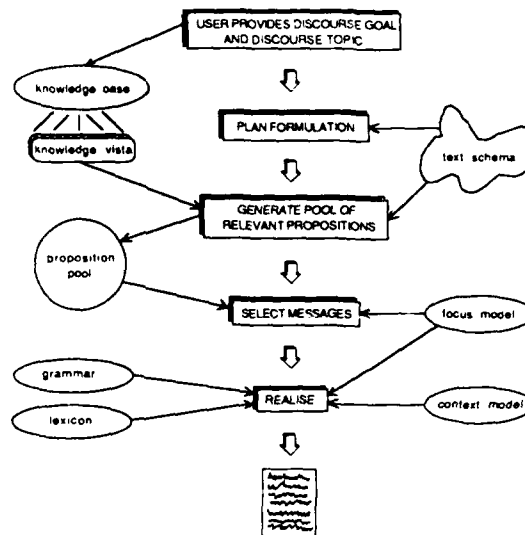 USER PROVIDES DISCOURSE GOAL
AND DISCOURSE TOPIC
knowledge base
PLAN FORMULATION
knowledge vista
text schema
GENERATE POOL OF
RELEVANT PROPOSITIONS
proposition
pool
SELECT MESSAGES
focus model
grammar
REALISE
context model
lexicon